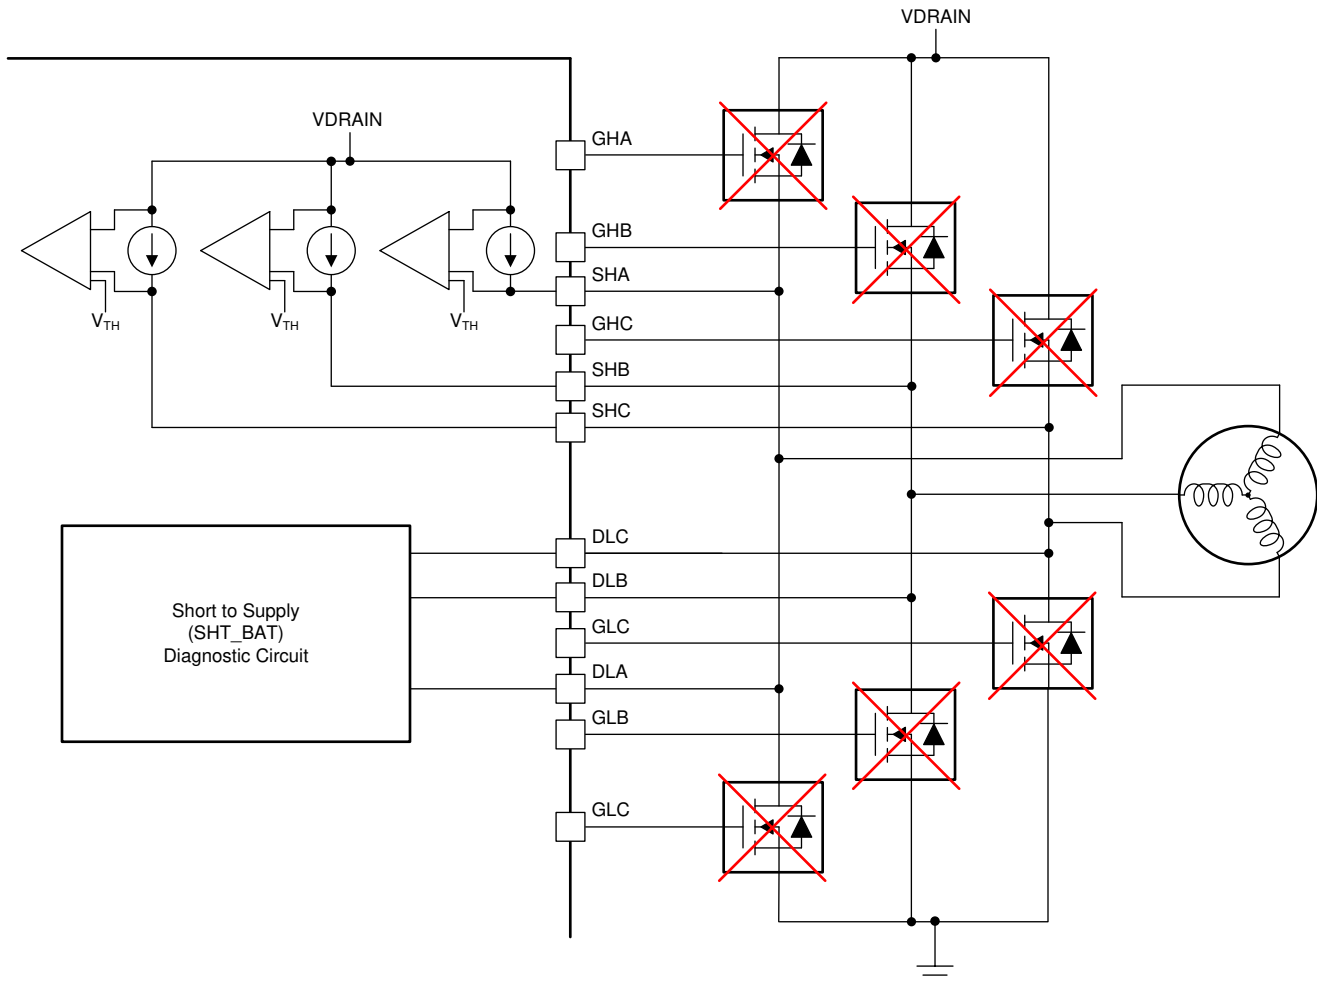 VDRAIN
VDRAIN
GHA
GHB
SHA
GHC
VTH
VTH
VTH
SHB
SHC
DLC
DLB
Short to Supply
(SHT_BAT)
Diagnostic Circuit
GLC
DLA
GLB
GLC